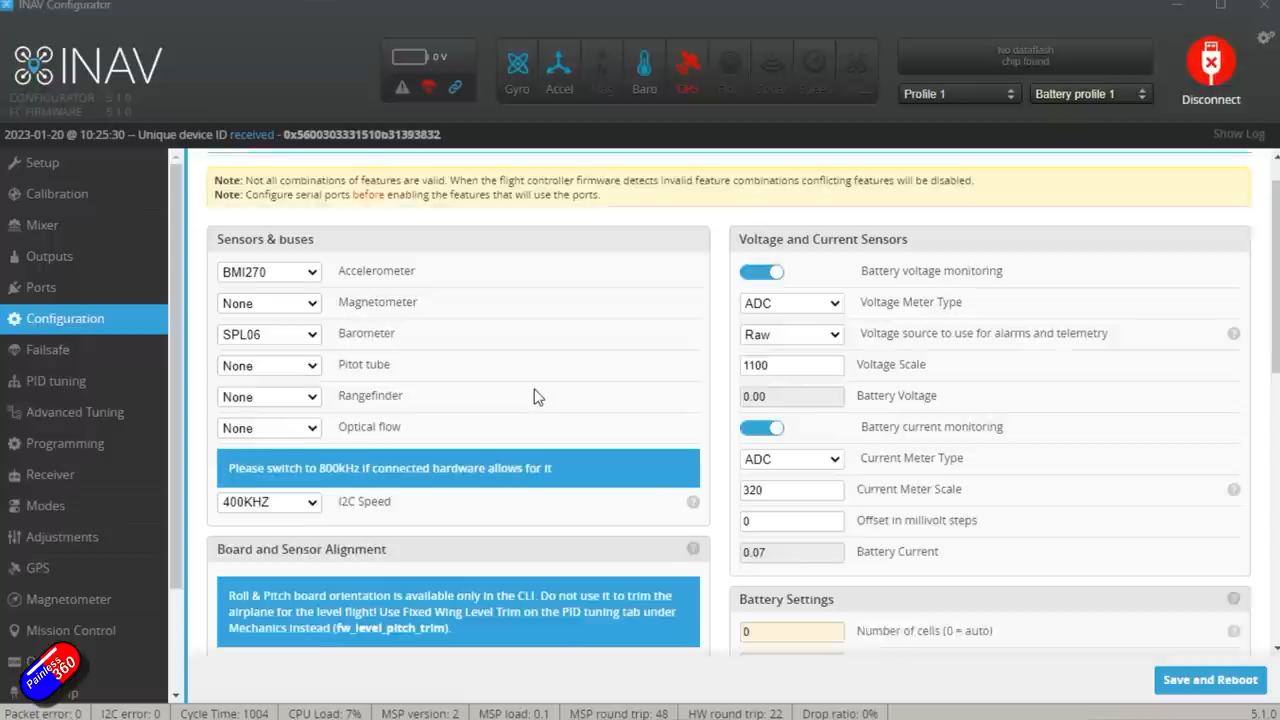 INAV Configurator
INAV
CONFIGURATOR 5.1.0
FC FIRMWARE 5.1.0
0 V
Gyro
Accel
Mag
Baro
GPS
Flow
Sonar
Speed
No dataflash
chip found
Profile 1
Battery profile 1
Disconnect
2023-01-20 @ 10:25:30 -- Unique device ID received - 0x5600303331510b31393832
Show Log
Setup
Calibration
Mixer
Outputs
Ports
Configuration
Failsafe
PID tuning
Advanced Tuning
Programming
Receiver
Modes
Adjustments
GPS
Magnetometer
Mission Control
Painless360
Note: Not all combinations of features are valid. When the flight controller firmware detects invalid feature combinations conflicting features will be disabled.
Note: Configure serial ports before enabling the features that will use the ports.
Sensors & buses
BMI270 Accelerometer
None Magnetometer
SPL06 Barometer
None Pitot tube
None Rangefinder
None Optical flow
Please switch to 800kHz if connected hardware allows for it
400KHZ I2C Speed
Board and Sensor Alignment
Roll & Pitch board orientation is available only in the CLI. Do not use it to trim the
airplane for the level flight! Use Fixed Wing Level Trim on the PID tuning tab under
Mechanics instead (fw_level_pitch_trim).
Voltage and Current Sensors
Battery voltage monitoring
ADC Voltage Meter Type
Raw Voltage source to use for alarms and telemetry
1100 Voltage Scale
0.00 Battery Voltage
Battery current monitoring
ADC Current Meter Type
320 Current Meter Scale
0 Offset in millivolt steps
0.07 Battery Current
Battery Settings
0 Number of cells (0 = auto)
Save and Reboot
Packet error: 0 I2C error: 0 Cycle Time: 1004 CPU Load: 7% MSP version: 2 MSP load: 0.1 MSP round trip: 48 HW round trip: 22 Drop ratio: 0% 5.1.0